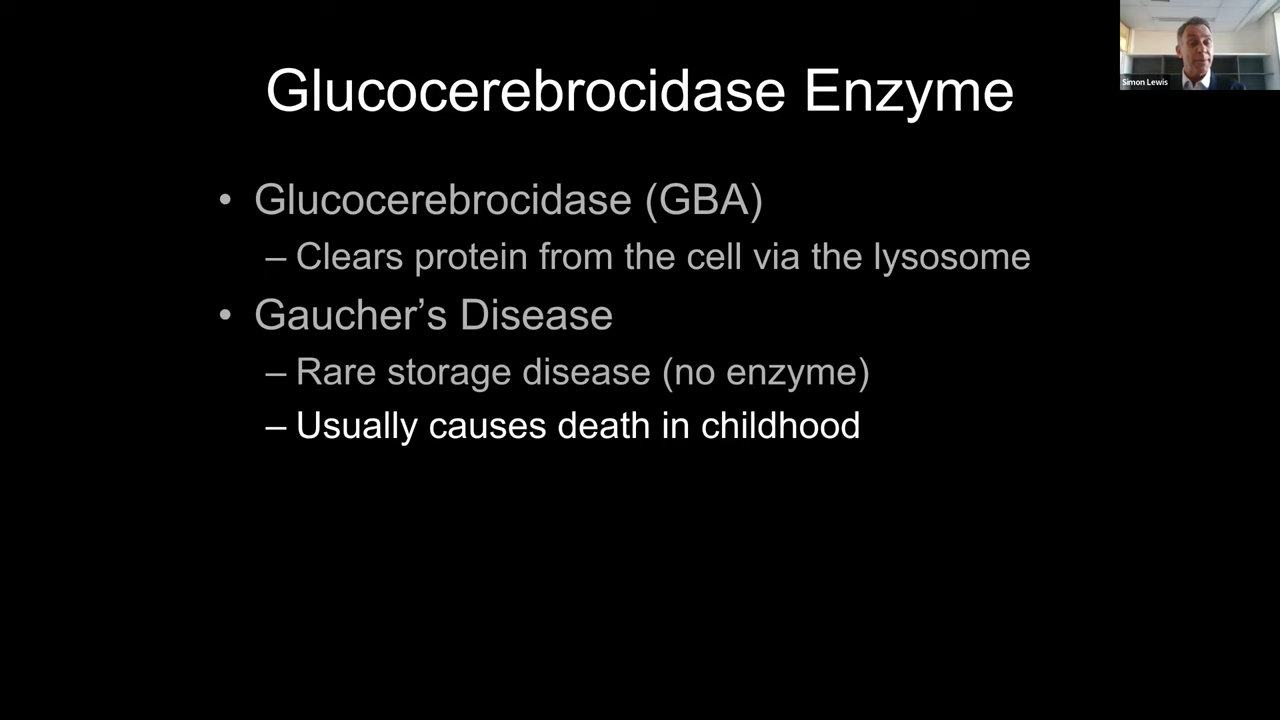 Glucocerebrocidase Enzyme
• Glucocerebrocidase (GBA)
– Clears protein from the cell via the lysosome
• Gaucher’s Disease
– Rare storage disease (no enzyme)
– Usually causes death in childhood
Simon Lewis